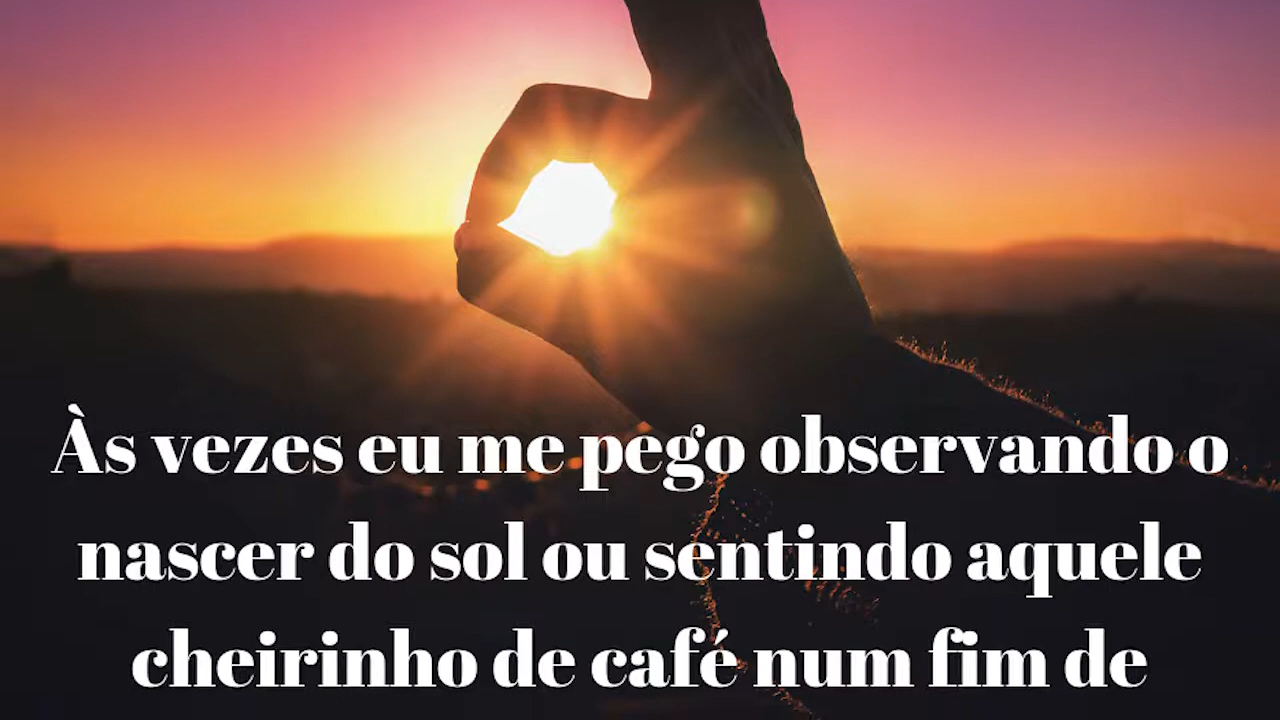 Às vezes eu me pego observando o
nascer do sol ou sentindo aquele
cheirinho de café num fim de